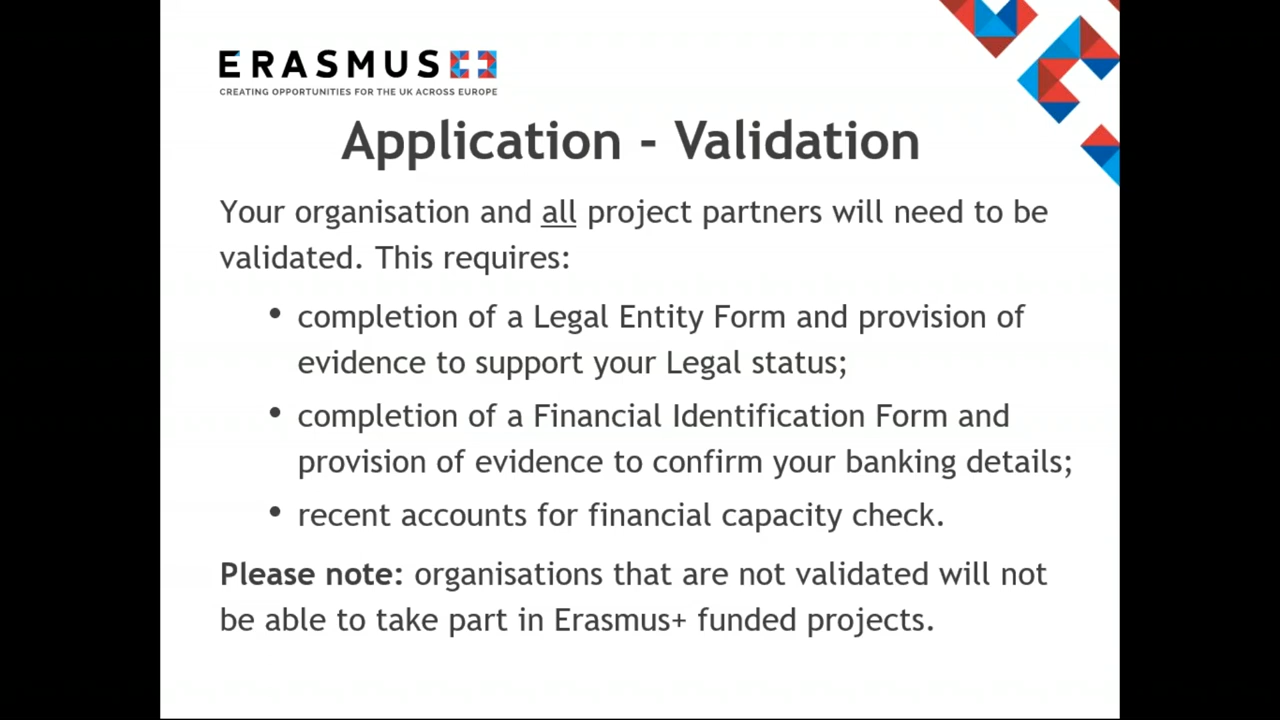 ERASMUS+
CREATING OPPORTUNITIES FOR THE UK ACROSS EUROPE
Application - Validation
Your organisation and all project partners will need to be
validated. This requires:
• completion of a Legal Entity Form and provision of
evidence to support your Legal status;
• completion of a Financial Identification Form and
provision of evidence to confirm your banking details;
• recent accounts for financial capacity check.
Please note: organisations that are not validated will not
be able to take part in Erasmus+ funded projects.